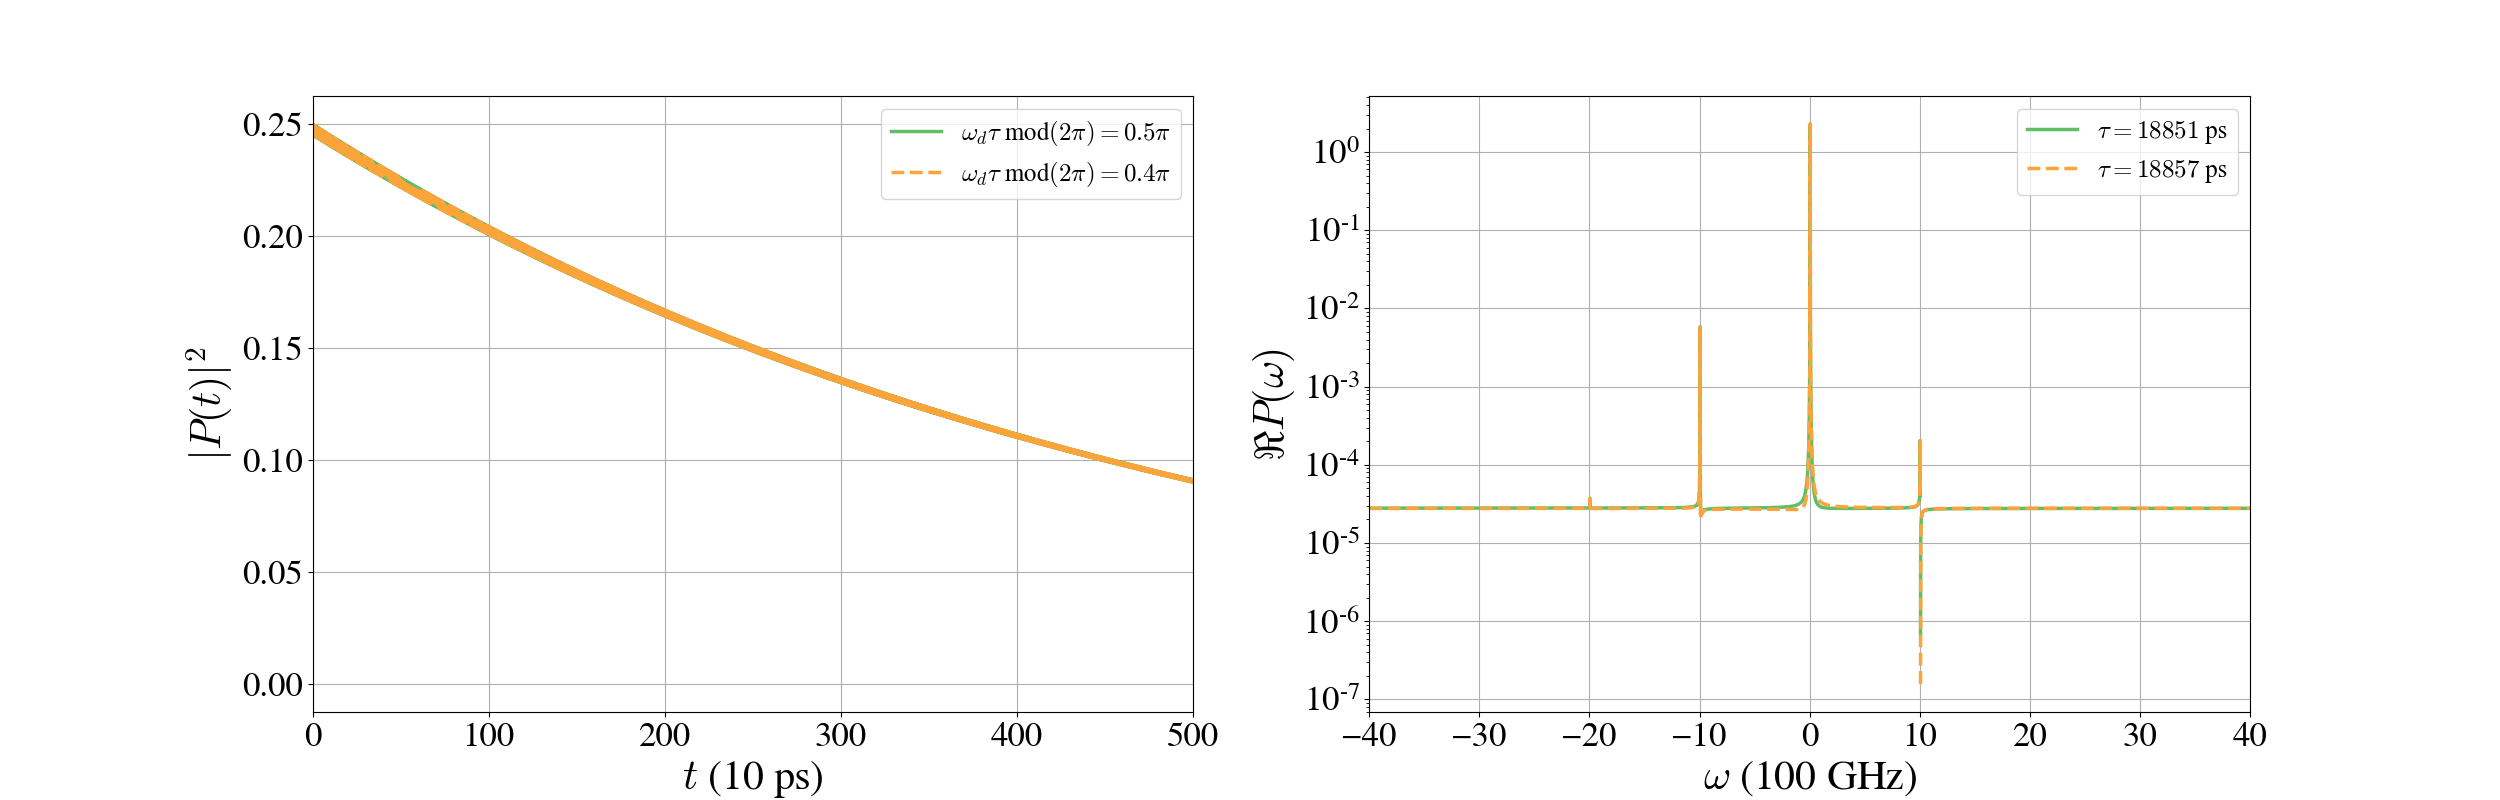 |P(t)|²
0.25
0.20
0.15
0.10
0.05
0.00
0 100 200 300 400 500
t (10 ps)
ω_d τ mod(2π) = 0.5π
ω_d τ mod(2π) = 0.4π
ℜP(ω)
10⁰
10⁻¹
10⁻²
10⁻³
10⁻⁴
10⁻⁵
10⁻⁶
10⁻⁷
−40 −30 −20 −10 0 10 20 30 40
ω (100 GHz)
τ = 18851 ps
τ = 18857 ps